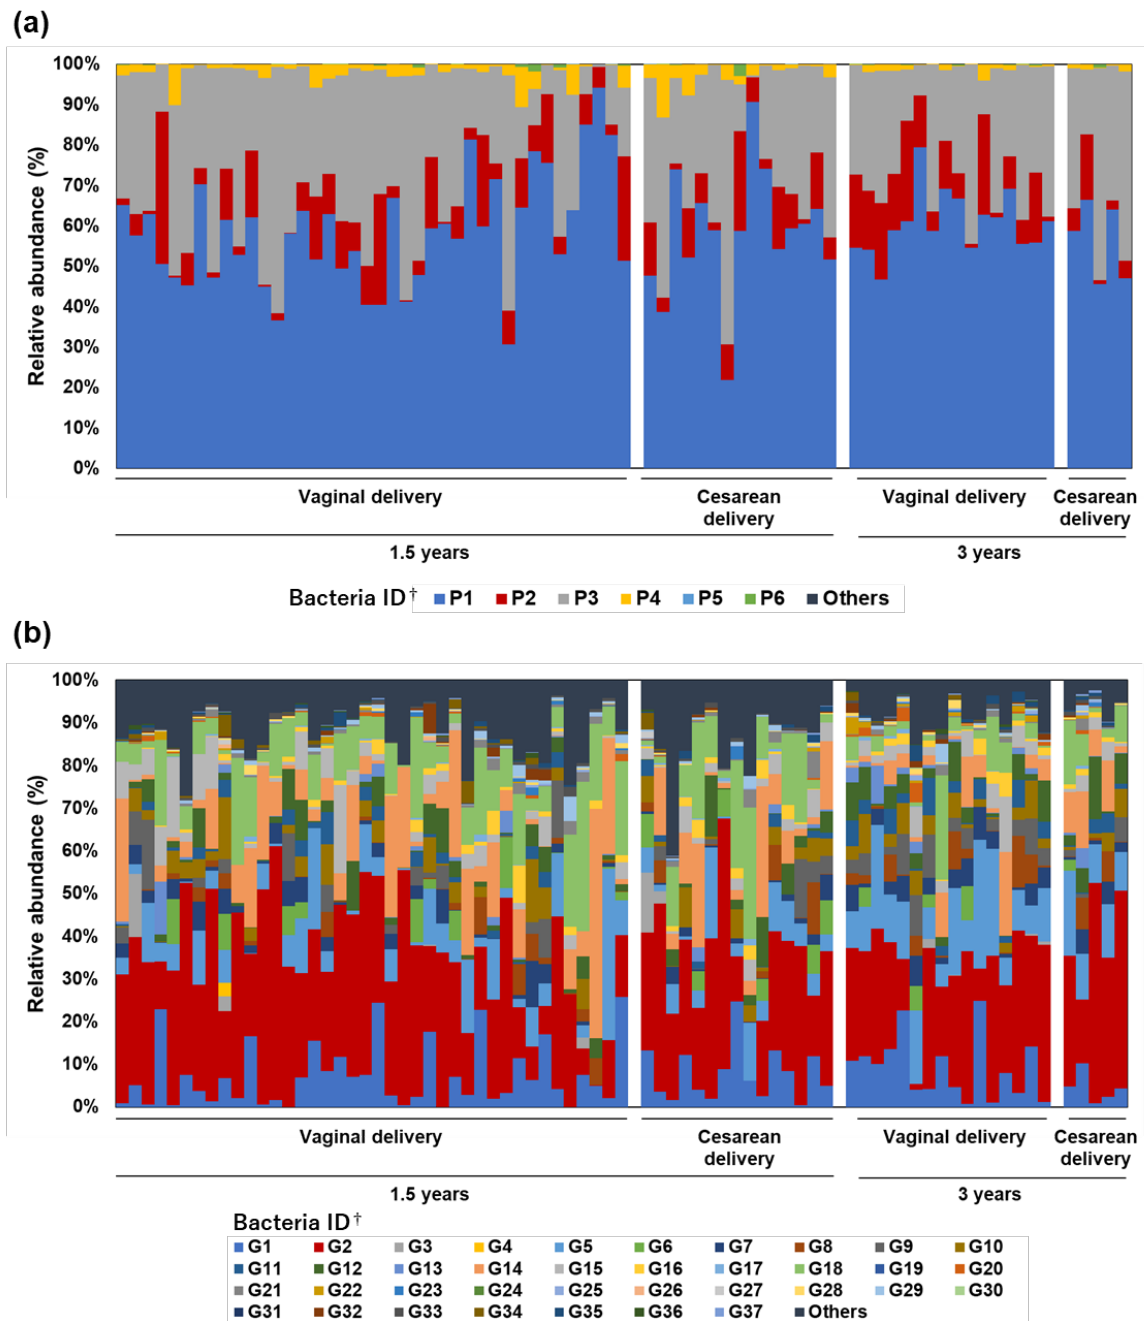 (a)
100%
90%
80%
70%
60%
50%
40%
30%
20%
10%
0%
Relative abundance (%)
Vaginal delivery
Cesarean
delivery
Vaginal delivery
Cesarean
delivery
1.5 years
3 years
Bacteria ID† P1 P2 P3 P4 P5 P6 Others
(b)
100%
90%
80%
70%
60%
50%
40%
30%
20%
10%
0%
Relative abundance (%)
Vaginal delivery
Cesarean
delivery
Vaginal delivery
Cesarean
delivery
1.5 years
3 years
Bacteria ID†
G1 G2 G3 G4 G5 G6 G7 G8 G9 G10
G11 G12 G13 G14 G15 G16 G17 G18 G19 G20
G21 G22 G23 G24 G25 G26 G27 G28 G29 G30
G31 G32 G33 G34 G35 G36 G37 Others